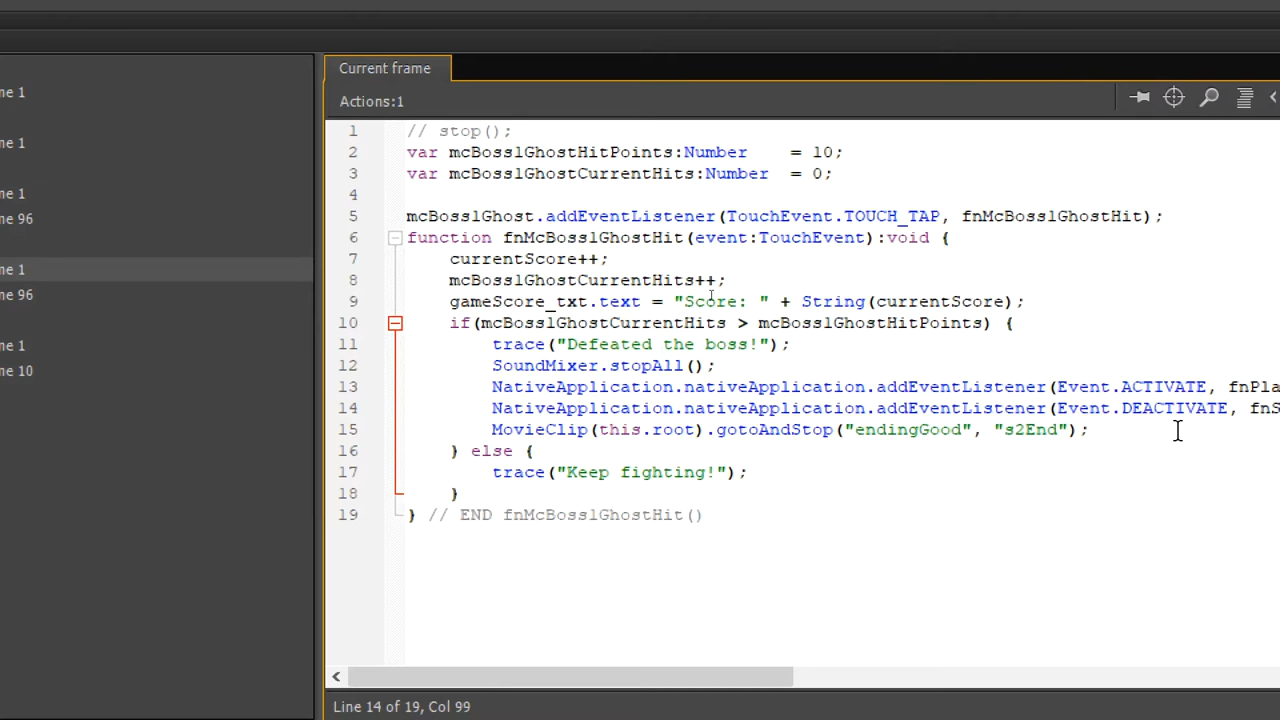 Current frame
Actions:1
ne 1
ne 1
ne 1
ne 96
ne 1
ne 96
ne 1
ne 10
1 // stop();
2 var mcBoss1GhostHitPoints:Number = 10;
3 var mcBoss1GhostCurrentHits:Number = 0;
4
5 mcBoss1Ghost.addEventListener(TouchEvent.TOUCH_TAP, fnMcBoss1GhostHit);
6 function fnMcBoss1GhostHit(event:TouchEvent):void {
7 currentScore++;
8 mcBoss1GhostCurrentHits++;
9 gameScore_txt.text = "Score: " + String(currentScore);
10 if(mcBoss1GhostCurrentHits > mcBoss1GhostHitPoints) {
11 trace("Defeated the boss!");
12 SoundMixer.stopAll();
13 NativeApplication.nativeApplication.addEventListener(Event.ACTIVATE, fnPla
14 NativeApplication.nativeApplication.addEventListener(Event.DEACTIVATE, fnS
15 MovieClip(this.root).gotoAndStop("endingGood", "s2End");
16 } else {
17 trace("Keep fighting!");
18 }
19 } // END fnMcBoss1GhostHit()
Line 14 of 19, Col 99